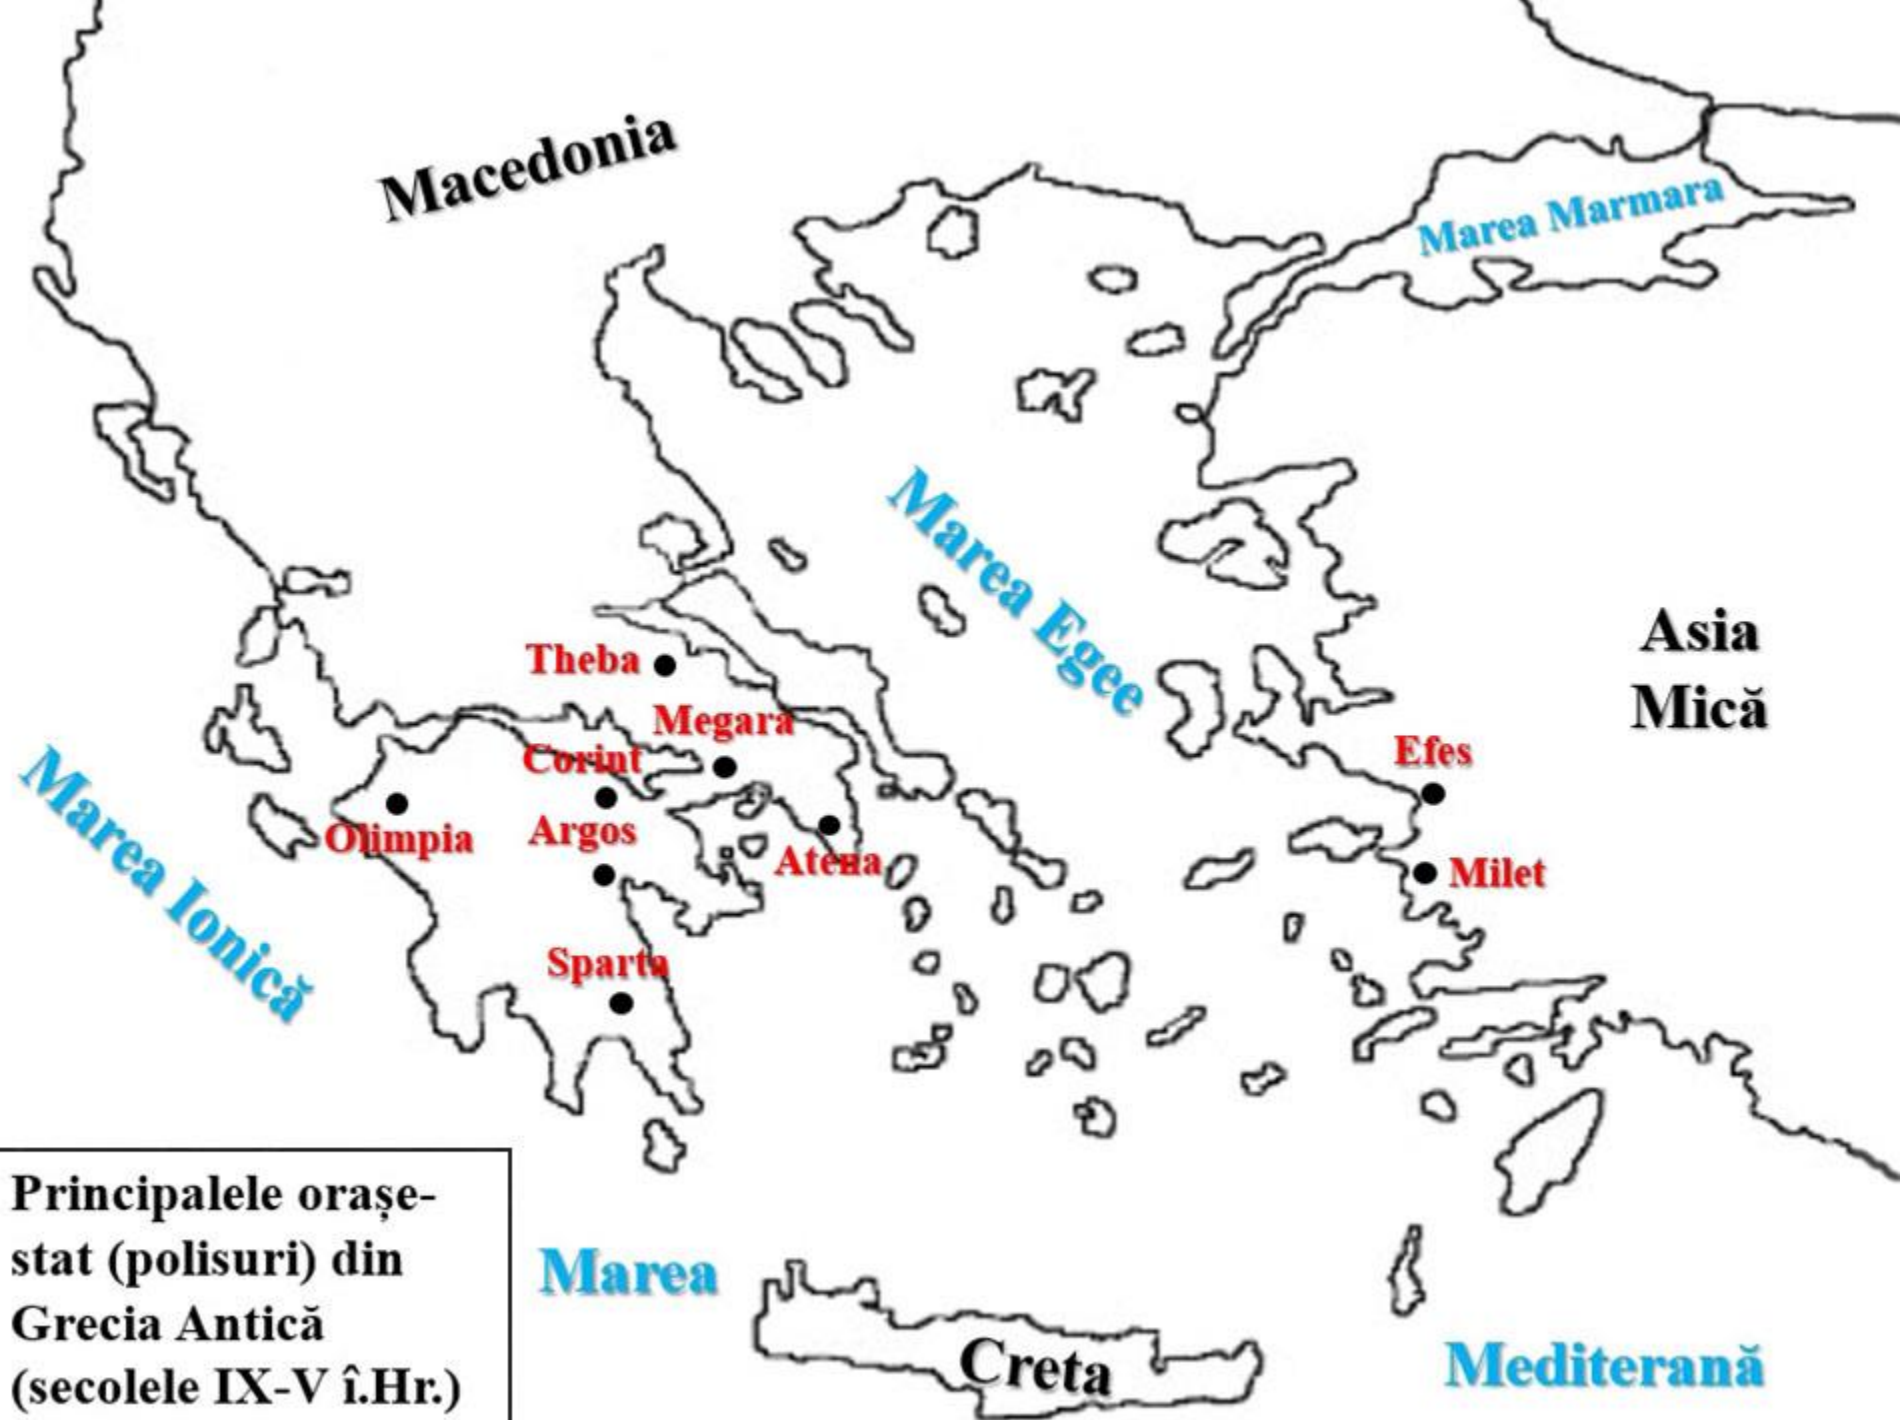 Macedonia
Marea Marmara
Marea Egee
Asia
Mică
Theba
Megara
Corint
Efes
Marea Ionică
Olimpia
Argos
Atena
Milet
Sparta
Principalele orașe-
stat (polisuri) din
Grecia Antică
(secolele IX-V î.Hr.)
Marea
Creta
Mediterană